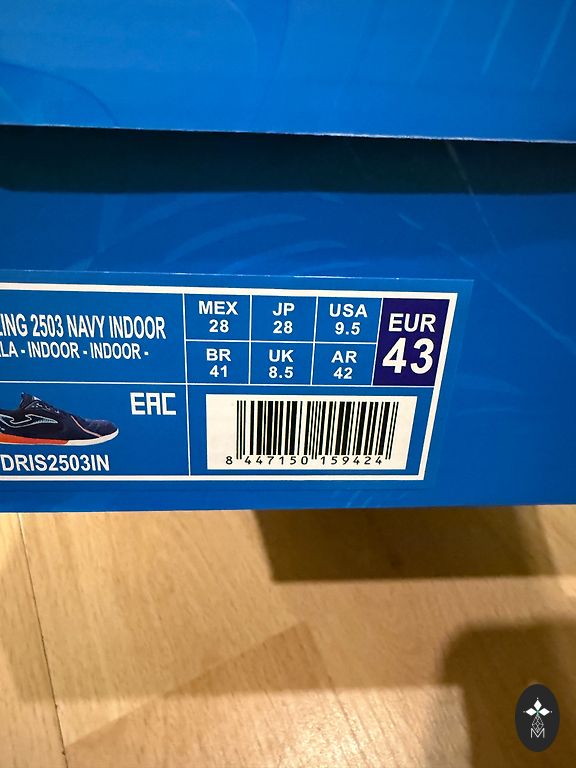 LING 2503 NAVY INDOOR
LA - INDOOR - INDOOR -
DRIS2503IN
EAC
MEX
28
JP
28
USA
9.5
EUR
43
BR
41
UK
8.5
AR
42
8 447150 159424
M